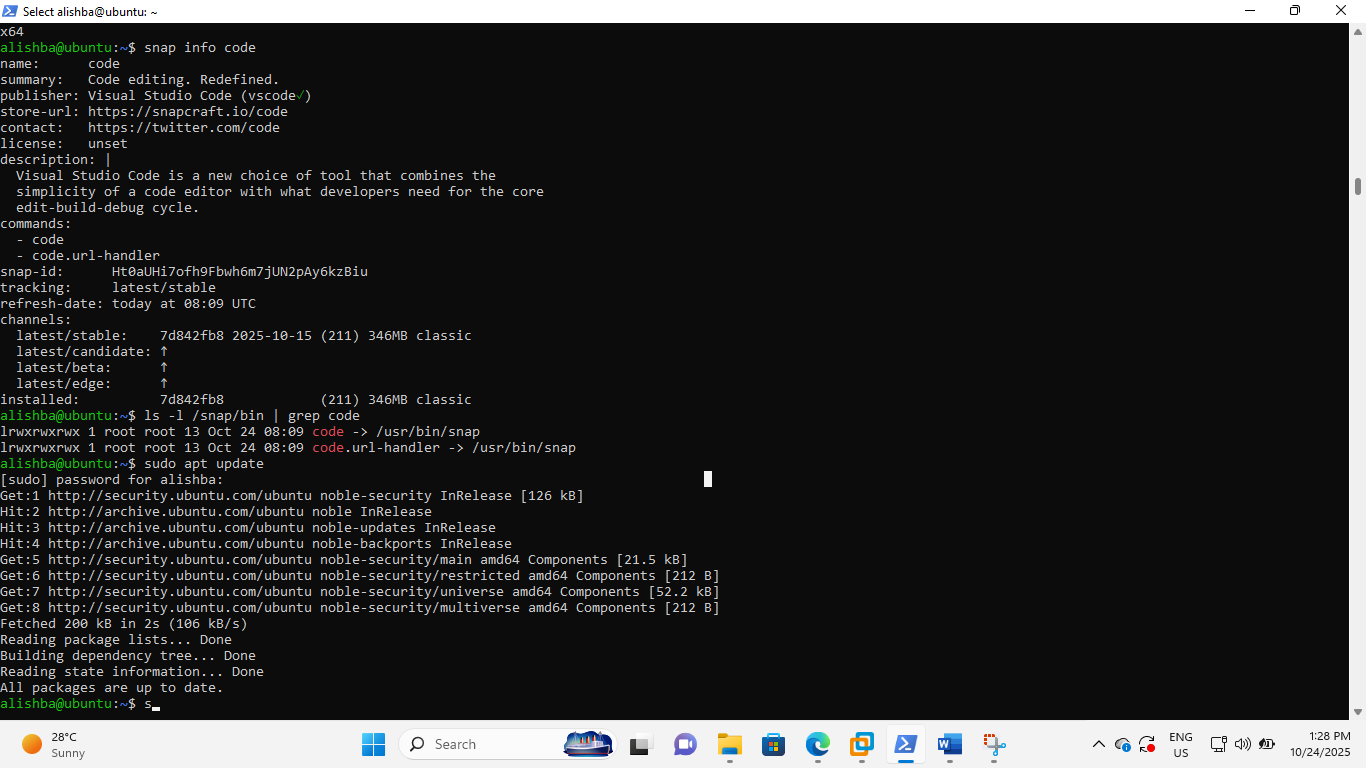 Select alishba@ubuntu: ~
x64
alishba@ubuntu:~$ snap info code
name:      code
summary:   Code editing. Redefined.
publisher: Visual Studio Code (vscode✓)
store-url: https://snapcraft.io/code
contact:   https://twitter.com/code
license:   unset
description: |
  Visual Studio Code is a new choice of tool that combines the
  simplicity of a code editor with what developers need for the core
  edit-build-debug cycle.
commands:
  - code
  - code.url-handler
snap-id:      Ht0aUHi7ofh9Fbwh6m7jUN2pAy6kzBiu
tracking:     latest/stable
refresh-date: today at 08:09 UTC
channels:
  latest/stable:    7d842fb8 2025-10-15 (211) 346MB classic
  latest/candidate: ↑
  latest/beta:      ↑
  latest/edge:      ↑
installed:          7d842fb8            (211) 346MB classic
alishba@ubuntu:~$ ls -l /snap/bin | grep code
lrwxrwxrwx 1 root root 13 Oct 24 08:09 code -> /usr/bin/snap
lrwxrwxrwx 1 root root 13 Oct 24 08:09 code.url-handler -> /usr/bin/snap
alishba@ubuntu:~$ sudo apt update
[sudo] password for alishba:
Get:1 http://security.ubuntu.com/ubuntu noble-security InRelease [126 kB]
Hit:2 http://archive.ubuntu.com/ubuntu noble InRelease
Hit:3 http://archive.ubuntu.com/ubuntu noble-updates InRelease
Hit:4 http://archive.ubuntu.com/ubuntu noble-backports InRelease
Get:5 http://security.ubuntu.com/ubuntu noble-security/main amd64 Components [21.5 kB]
Get:6 http://security.ubuntu.com/ubuntu noble-security/restricted amd64 Components [212 B]
Get:7 http://security.ubuntu.com/ubuntu noble-security/universe amd64 Components [52.2 kB]
Get:8 http://security.ubuntu.com/ubuntu noble-security/multiverse amd64 Components [212 B]
Fetched 200 kB in 2s (106 kB/s)
Reading package lists... Done
Building dependency tree... Done
Reading state information... Done
All packages are up to date.
alishba@ubuntu:~$ s
28°C
Sunny
Search
ENG
US
1:28 PM
10/24/2025